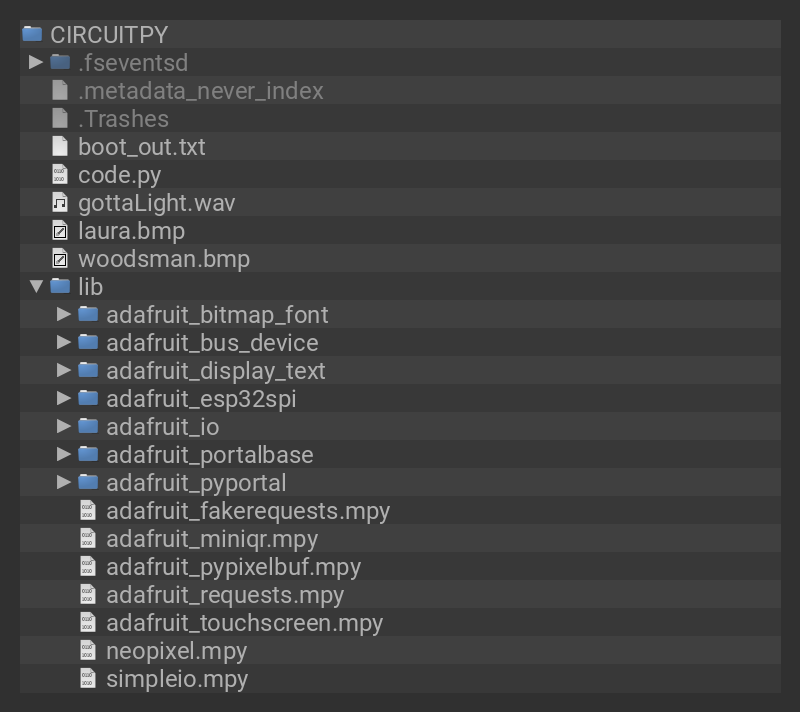 CIRCUITPY
.fseventsd
.metadata_never_index
.Trashes
boot_out.txt
code.py
gottaLight.wav
laura.bmp
woodsman.bmp
lib
adafruit_bitmap_font
adafruit_bus_device
adafruit_display_text
adafruit_esp32spi
adafruit_io
adafruit_portalbase
adafruit_pyportal
adafruit_fakerequests.mpy
adafruit_miniqr.mpy
adafruit_pypixelbuf.mpy
adafruit_requests.mpy
adafruit_touchscreen.mpy
neopixel.mpy
simpleio.mpy